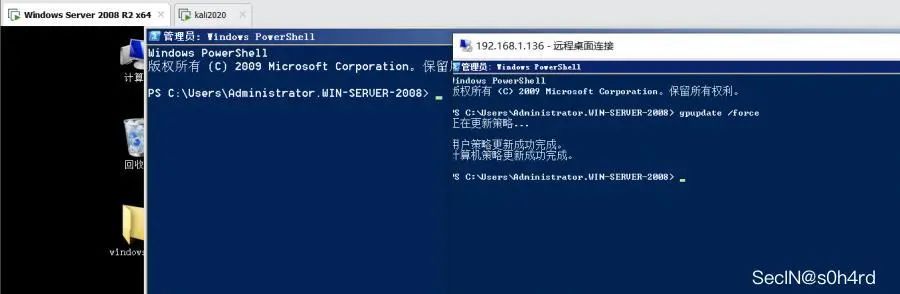 Windows Server 2008 R2 x64
kali2020
管理员: Windows PowerShell
Windows PowerShell
版权所有 (C) 2009 Microsoft Corporation。保留
PS C:\Users\Administrator.WIN-SERVER-2008>
计算
回收
windows
192.168.1.136 - 远程桌面连接
管理员: Windows PowerShell
Windows PowerShell
版权所有 (C) 2009 Microsoft Corporation。保留所有权利。
PS C:\Users\Administrator.WIN-SERVER-2008> gpupdate /force
正在更新策略...
用户策略更新成功完成。
计算机策略更新成功完成。
PS C:\Users\Administrator.WIN-SERVER-2008>
SecIN@s0h4rd